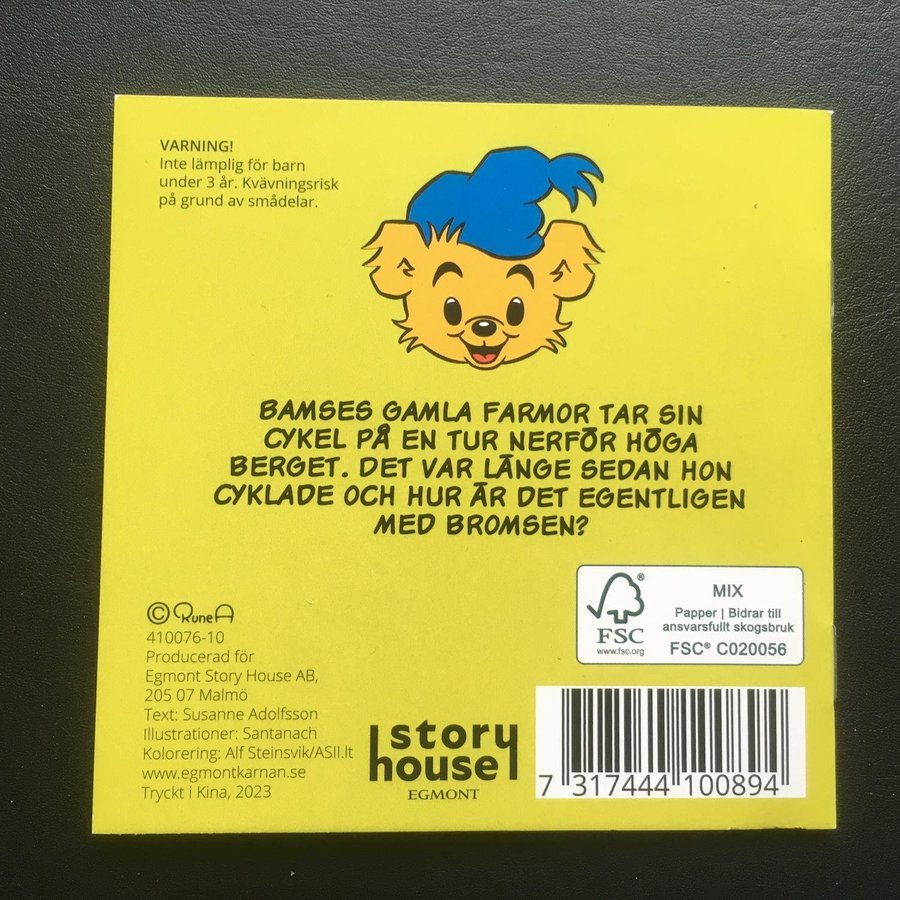 VARNING!
Inte lämplig för barn
under 3 år. Kvävningsrisk
på grund av smådelar.
BAMSES GAMLA FARMOR TAR SIN
CYKEL PÅ EN TUR NERFÖR HÖGA
BERGET. DET VAR LÄNGE SEDAN HON
CYKLADE OCH HUR ÄR DET EGENTLIGEN
MED BROMSEN?
© Rune A
410076-10
Producerad för
Egmont Story House AB,
205 07 Malmö
Text: Susanne Adolfsson
Illustrationer: Santanach
Kolorering: Alf Steinsvik/ASII.lt
www.egmontkarnan.se
Tryckt i Kina, 2023
story
house
EGMONT
®
FSC
www.fsc.org
MIX
Papper | Bidrar till
ansvarsfullt skogsbruk
FSC® C020056
7 317444 100894